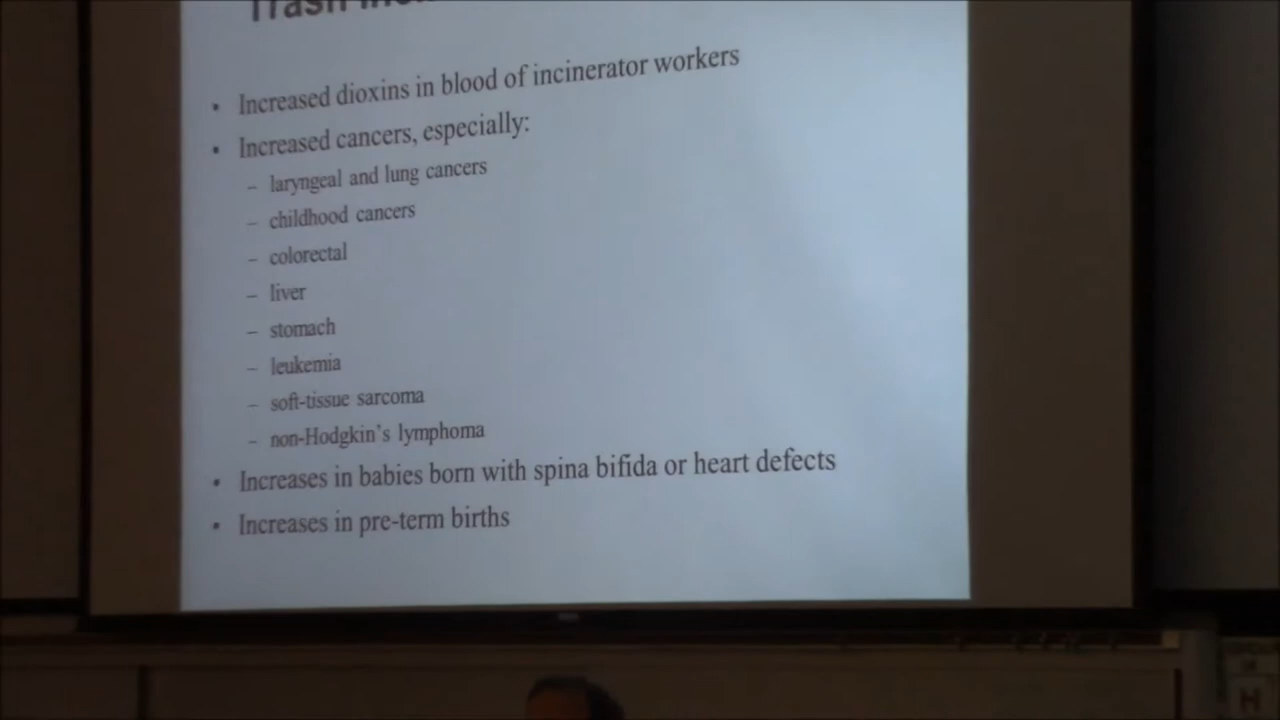 Trash
• Increased dioxins in blood of incinerator workers
• Increased cancers, especially:
– laryngeal and lung cancers
– childhood cancers
– colorectal
– liver
– stomach
– leukemia
– soft-tissue sarcoma
– non-Hodgkin's lymphoma
• Increases in babies born with spina bifida or heart defects
• Increases in pre-term births
H